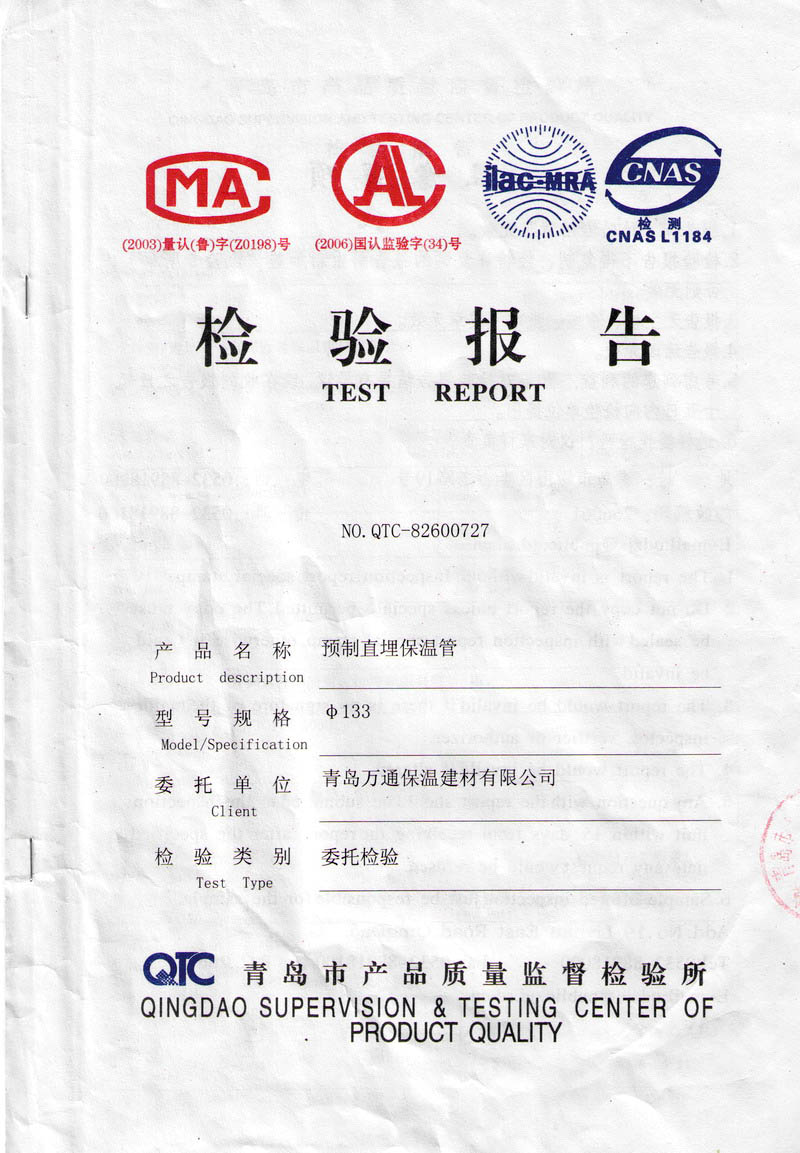 MA
AL
ilac-MRA
CNAS
检 测
CNAS L1184
(2003)量认(鲁)字(Z0198)号
(2006)国认监验字(34)号
检 验 报 告
TEST REPORT
NO.QTC-82600727
产品名称 预制直埋保温管
Product description
型号规格 φ133
Model/Specification
委托单位 青岛万通保温建材有限公司
Client
检验类别 委托检验
Test Type
QTC 青岛市产品质量监督检验所
QINGDAO SUPERVISION & TESTING CENTER OF
PRODUCT QUALITY